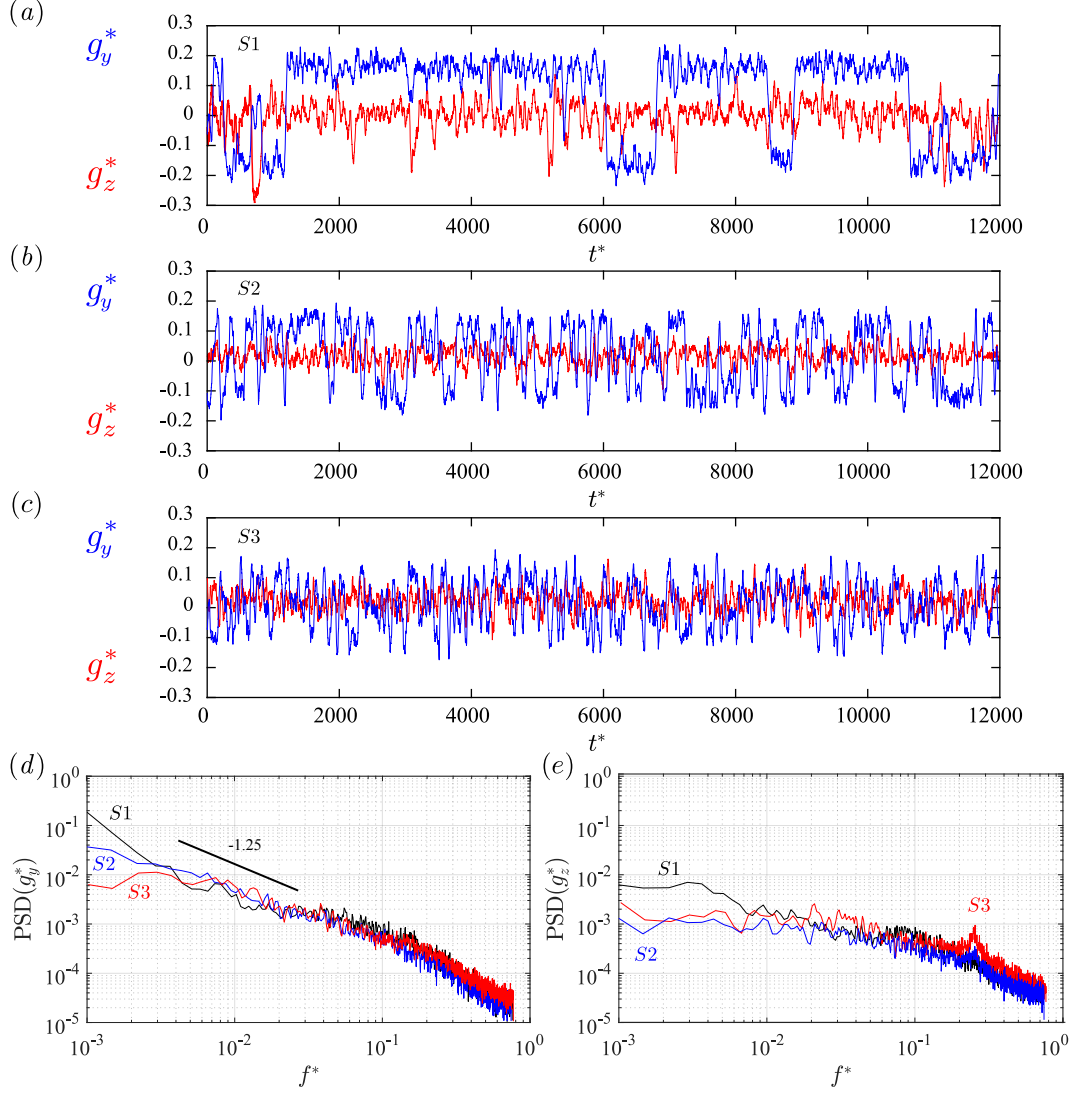 (a)
g*y
g*z
S1
0.3
0.2
0.1
0
-0.1
-0.2
-0.3
0 2000 4000 6000 8000 10000 12000
t*
(b)
g*y
g*z
S2
0.3
0.2
0.1
0
-0.1
-0.2
-0.3
0 2000 4000 6000 8000 10000 12000
t*
(c)
g*y
g*z
S3
0.3
0.2
0.1
0
-0.1
-0.2
-0.3
0 2000 4000 6000 8000 10000 12000
t*
(d)
PSD(g*y)
10^0
10^-1
10^-2
10^-3
10^-4
10^-5
S1
S2
S3
-1.25
10^-3 10^-2 10^-1 10^0
f*
(e)
PSD(g*z)
10^0
10^-1
10^-2
10^-3
10^-4
10^-5
S1
S3
S2
10^-3 10^-2 10^-1 10^0
f*